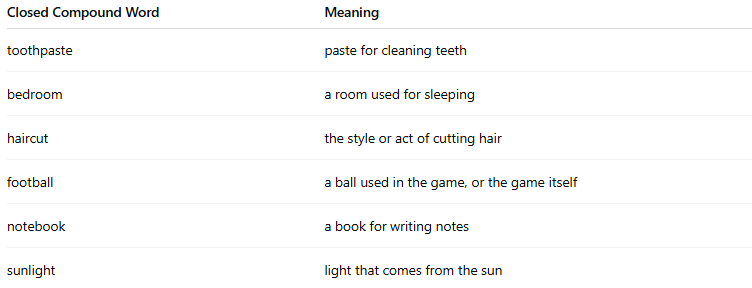 Closed Compound Word Meaning
toothpaste paste for cleaning teeth
bedroom a room used for sleeping
haircut the style or act of cutting hair
football a ball used in the game, or the game itself
notebook a book for writing notes
sunlight light that comes from the sun